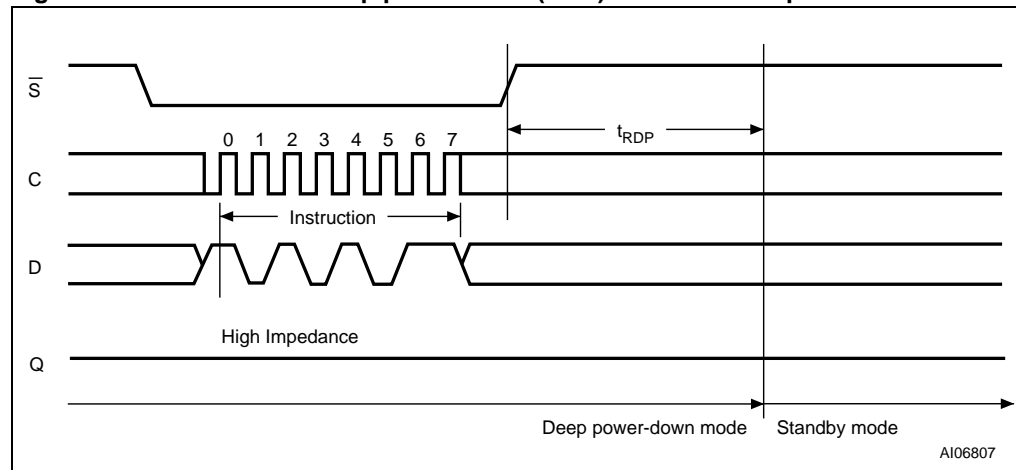 S
tRDP
0 1 2 3 4 5 6 7
C
Instruction
D
High Impedance
Q
Deep power-down mode Standby mode
AI06807